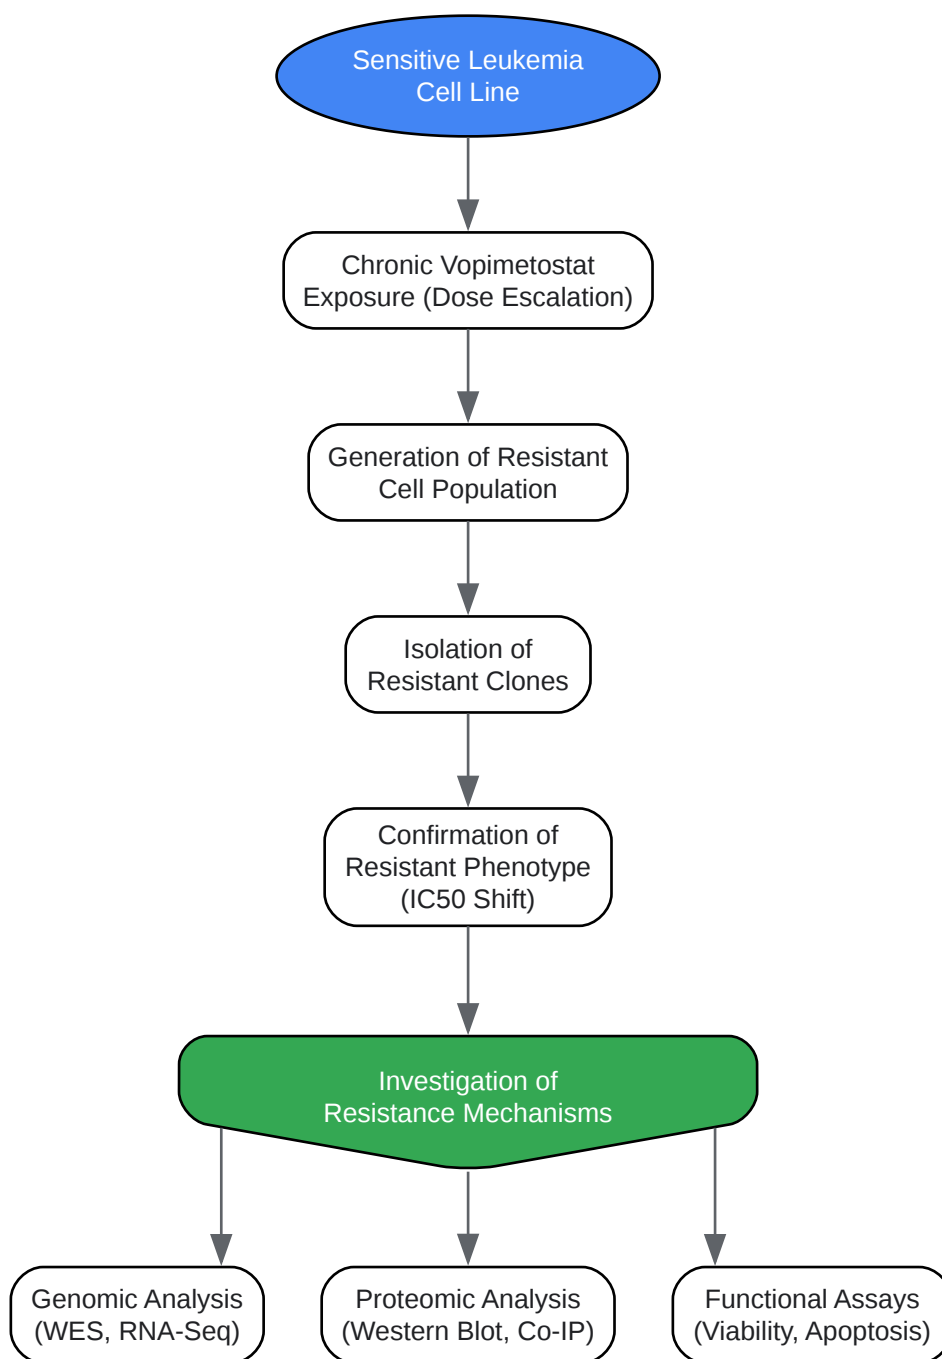 Sensitive Leukemia
Cell Line
Chronic Vopimetostat
Exposure (Dose Escalation)
Generation of Resistant
Cell Population
Isolation of
Resistant Clones
Confirmation of
Resistant Phenotype
(IC50 Shift)
Investigation of
Resistance Mechanisms
Genomic Analysis
(WES, RNA-Seq)
Proteomic Analysis
(Western Blot, Co-IP)
Functional Assays
(Viability, Apoptosis)